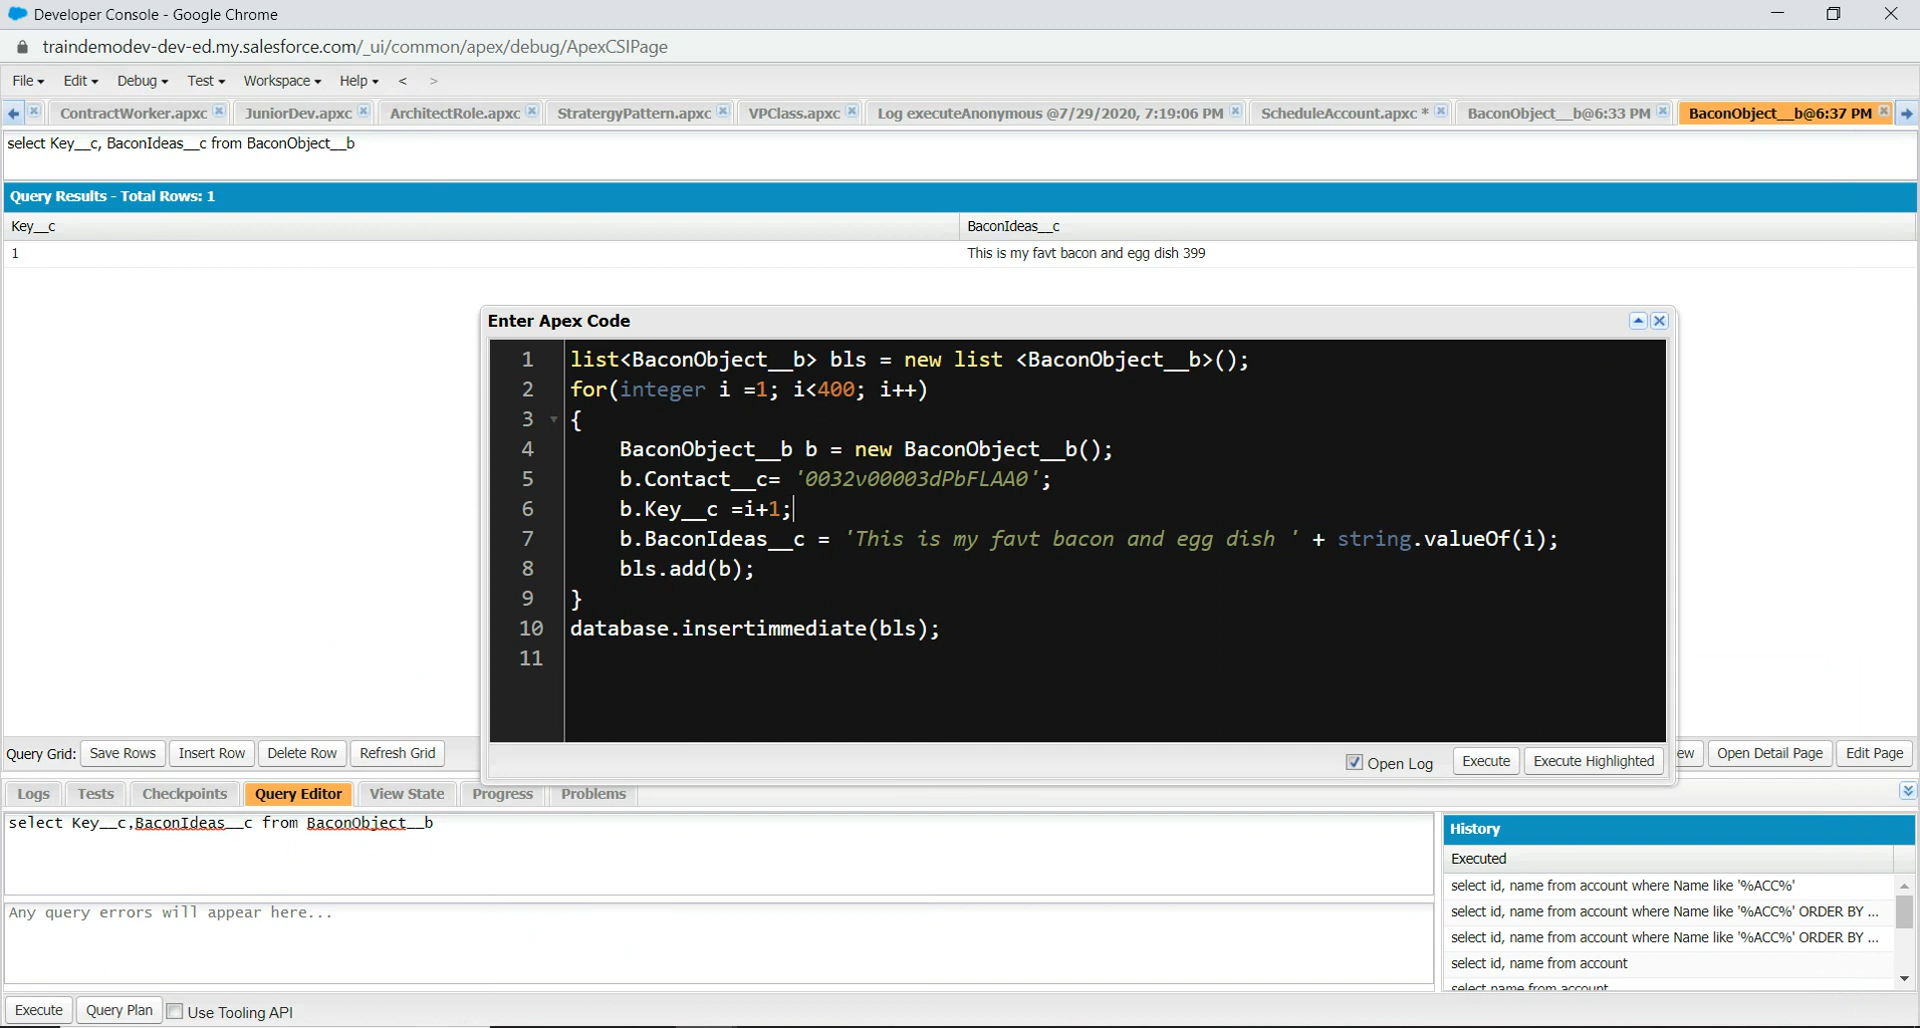 Developer Console - Google Chrome
traindemodev-dev-ed.my.salesforce.com/_ui/common/apex/debug/ApexCSIPage
File Edit Debug Test Workspace Help < >
ContractWorker.apxc JuniorDev.apxc ArchitectRole.apxc StratergyPattern.apxc VPClass.apxc Log executeAnonymous @7/29/2020, 7:19:06 PM ScheduleAccount.apxc * BaconObject__b@6:33 PM BaconObject__b@6:37 PM
select Key__c, BaconIdeas__c from BaconObject__b
Query Results - Total Rows: 1
Key__c BaconIdeas__c
1 This is my favt bacon and egg dish 399
Enter Apex Code
1 list<BaconObject__b> bls = new list <BaconObject__b>();
2 for(integer i =1; i<400; i++)
3 {
4 BaconObject__b b = new BaconObject__b();
5 b.Contact__c= '0032v00003dPbFLAA0';
6 b.Key__c =i+1;
7 b.BaconIdeas__c = 'This is my favt bacon and egg dish ' + string.valueOf(i);
8 bls.add(b);
9 }
10 database.insertimmediate(bls);
11
Open Log Execute Execute Highlighted
Query Grid: Save Rows Insert Row Delete Row Refresh Grid ew Open Detail Page Edit Page
Logs Tests Checkpoints Query Editor View State Progress Problems
select Key__c,BaconIdeas__c from BaconObject__b
Any query errors will appear here...
History
Executed
select id, name from account where Name like '%ACC%'
select id, name from account where Name like '%ACC%' ORDER BY ...
select id, name from account where Name like '%ACC%' ORDER BY ...
select id, name from account
select name from account
Execute Query Plan Use Tooling API